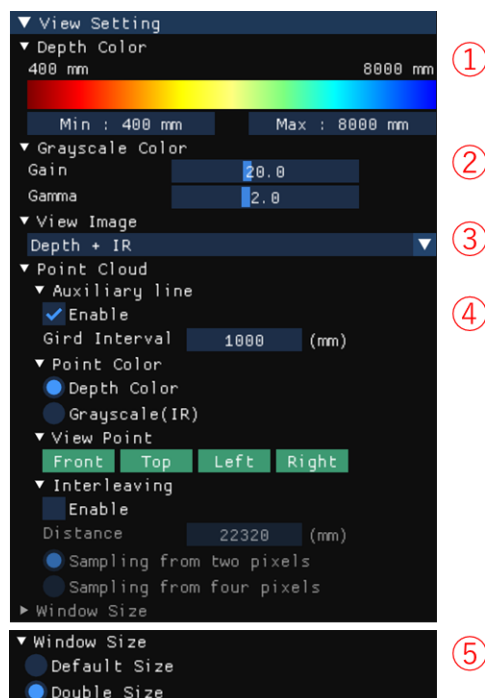 ▼ View Setting
▼ Depth Color ①
400 mm 8000 mm
Min : 400 mm Max : 8000 mm
▼ Grayscale Color ②
Gain 20.0
Gamma 2.0
▼ View Image ③
Depth + IR ▼
▼ Point Cloud ④
▼ Auxiliary line
Enable
Gird Interval 1000 (mm)
▼ Point Color
Depth Color
Grayscale(IR)
▼ View Point
Front Top Left Right
▼ Interleaving
Enable
Distance 22320 (mm)
Sampling from two pixels
Sampling from four pixels
▶ Window Size
▼ Window Size ⑤
Default Size
Double Size